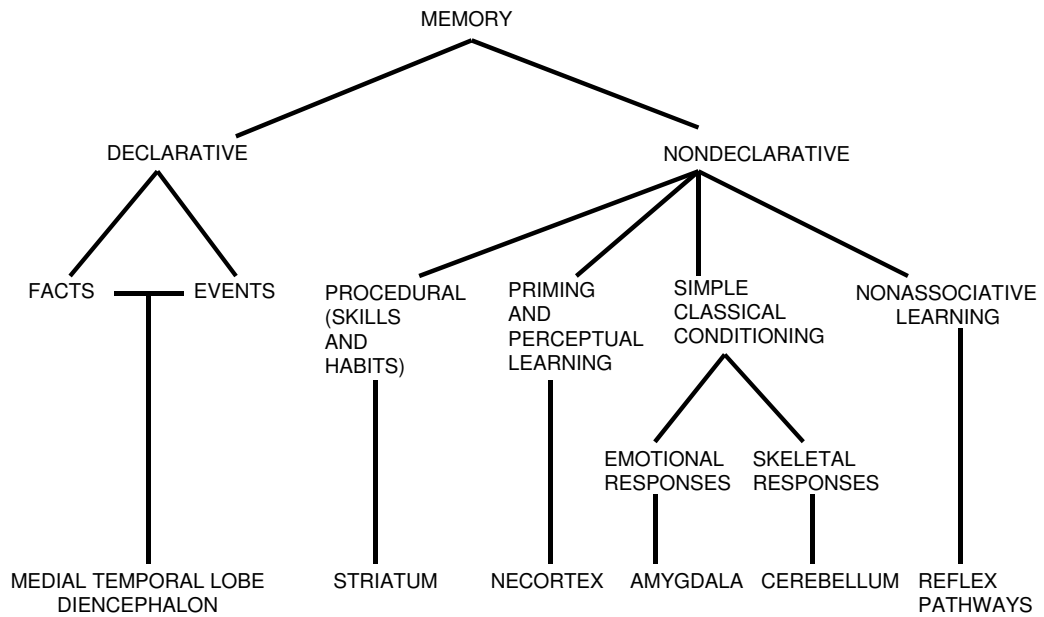 MEMORY
DECLARATIVE
NONDECLARATIVE
FACTS
EVENTS
PROCEDURAL
(SKILLS
AND
HABITS)
PRIMING
AND
PERCEPTUAL
LEARNING
SIMPLE
CLASSICAL
CONDITIONING
NONASSOCIATIVE
LEARNING
EMOTIONAL
RESPONSES
SKELETAL
RESPONSES
MEDIAL TEMPORAL LOBE
DIENCEPHALON
STRIATUM
NECORTEX
AMYGDALA
CEREBELLUM
REFLEX
PATHWAYS